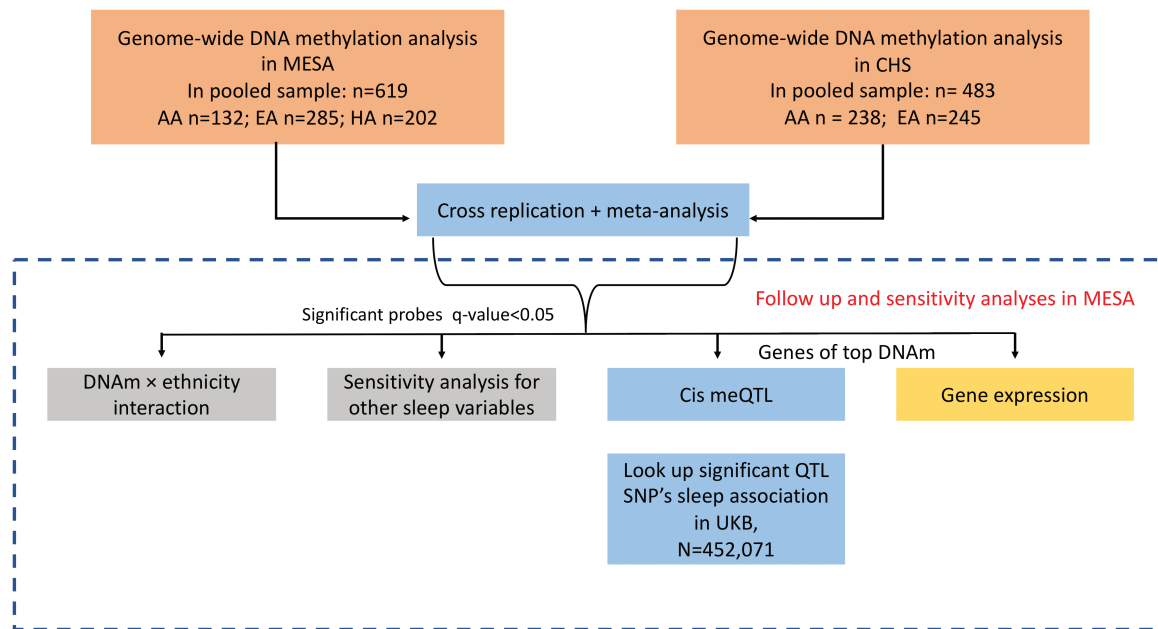 Genome-wide DNA methylation analysis
in MESA
In pooled sample: n=619
AA n=132; EA n=285; HA n=202
Genome-wide DNA methylation analysis
in CHS
In pooled sample: n= 483
AA n = 238;  EA n=245
Cross replication + meta-analysis
Follow up and sensitivity analyses in MESA
Significant probes  q-value<0.05
Genes of top DNAm
DNAm × ethnicity
interaction
Sensitivity analysis for
other sleep variables
Cis meQTL
Gene expression
Look up significant QTL
SNP's sleep association
in UKB,
N=452,071